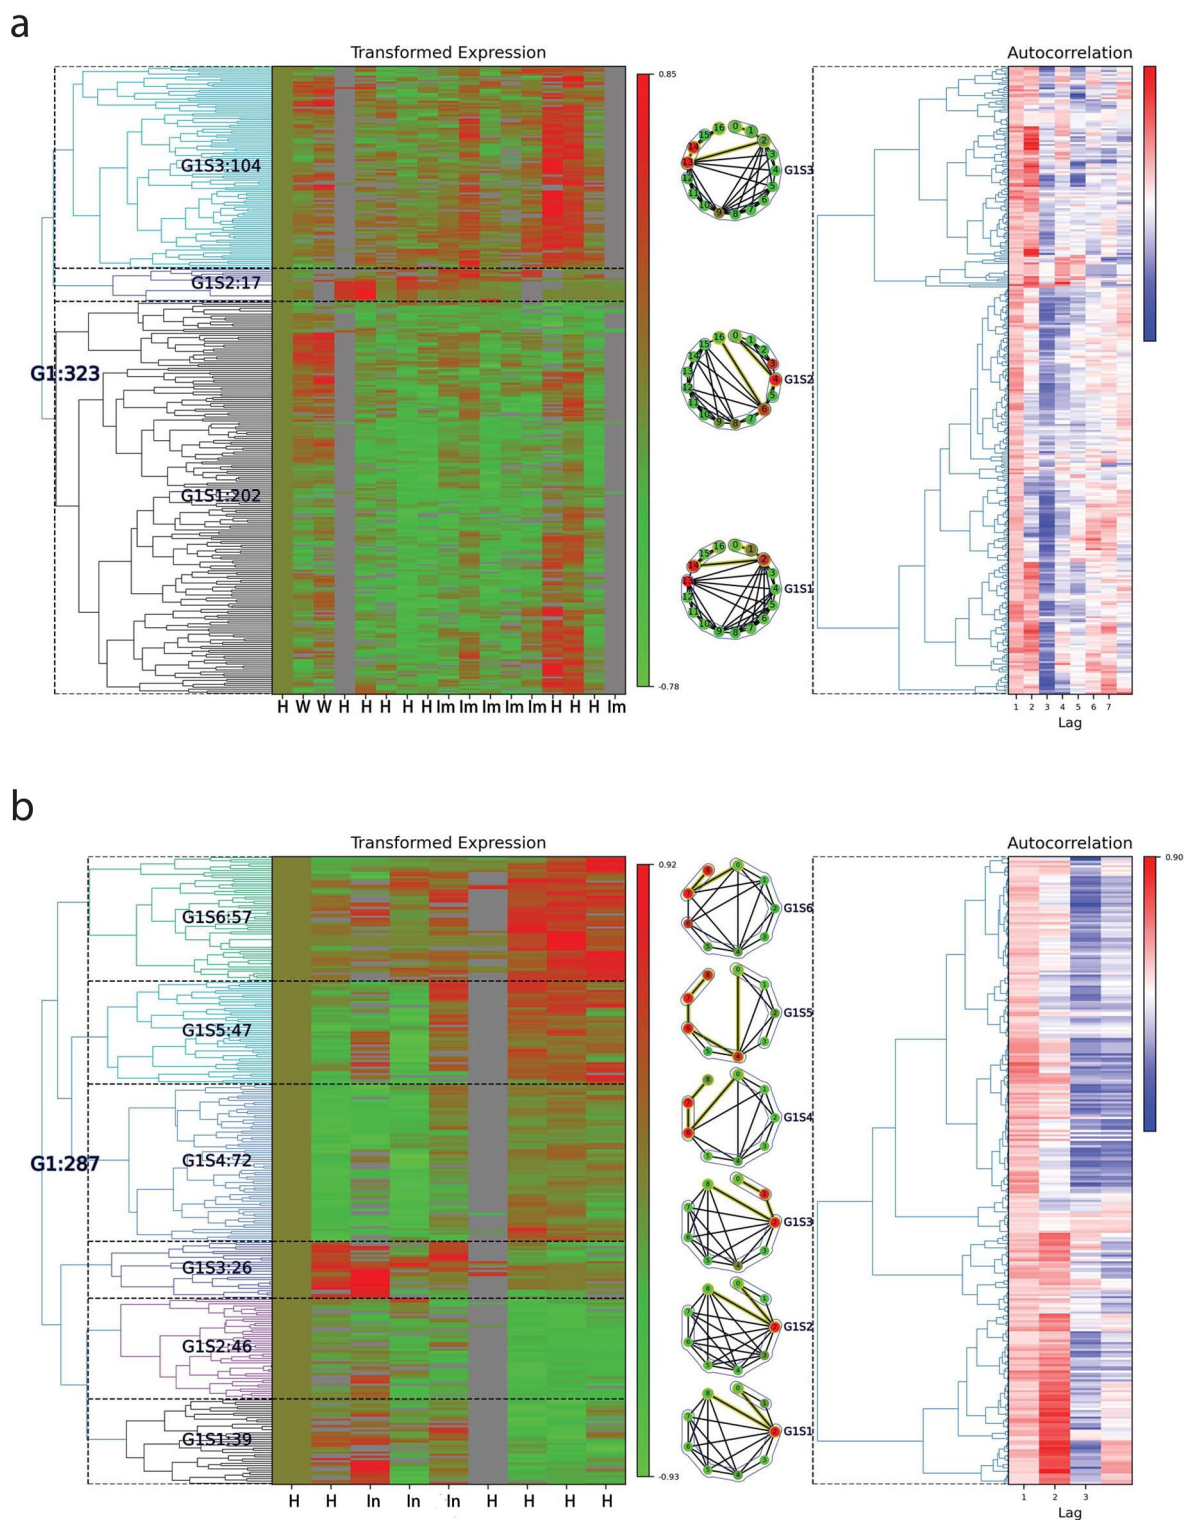 a
Transformed Expression
Autocorrelation
0.85
G1S3:104
G1S3
G1S2:17
G1:323
G1S2
G1S1:202
G1S1
-0.78
H W W H H H H H Im Im Im Im Im H H H Im
1 2 3 4 5 6 7
Lag
b
Transformed Expression
Autocorrelation
0.92
0.90
G1S6:57
G1S6
G1S5:47
G1S5
G1S4:72
G1S4
G1:287
G1S3:26
G1S3
G1S2:46
G1S2
G1S1:39
G1S1
-0.93
H H In In In H H H H
1 2 3
Lag